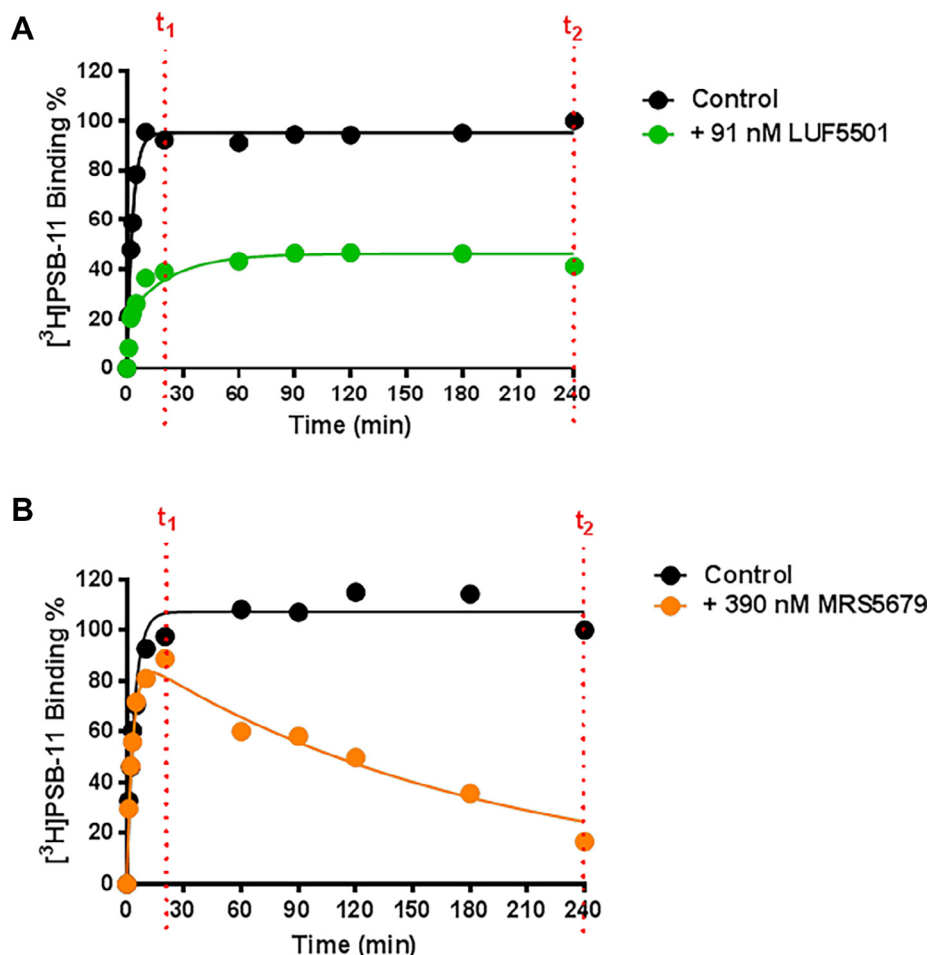 A
t1
t2
120
100
80
60
40
20
0
[3H]PSB-11 Binding %
0 30 60 90 120 150 180 210 240
Time (min)
Control
+ 91 nM LUF5501
B
t1
t2
120
100
80
60
40
20
0
[3H]PSB-11 Binding %
0 30 60 90 120 150 180 210 240
Time (min)
Control
+ 390 nM MRS5679